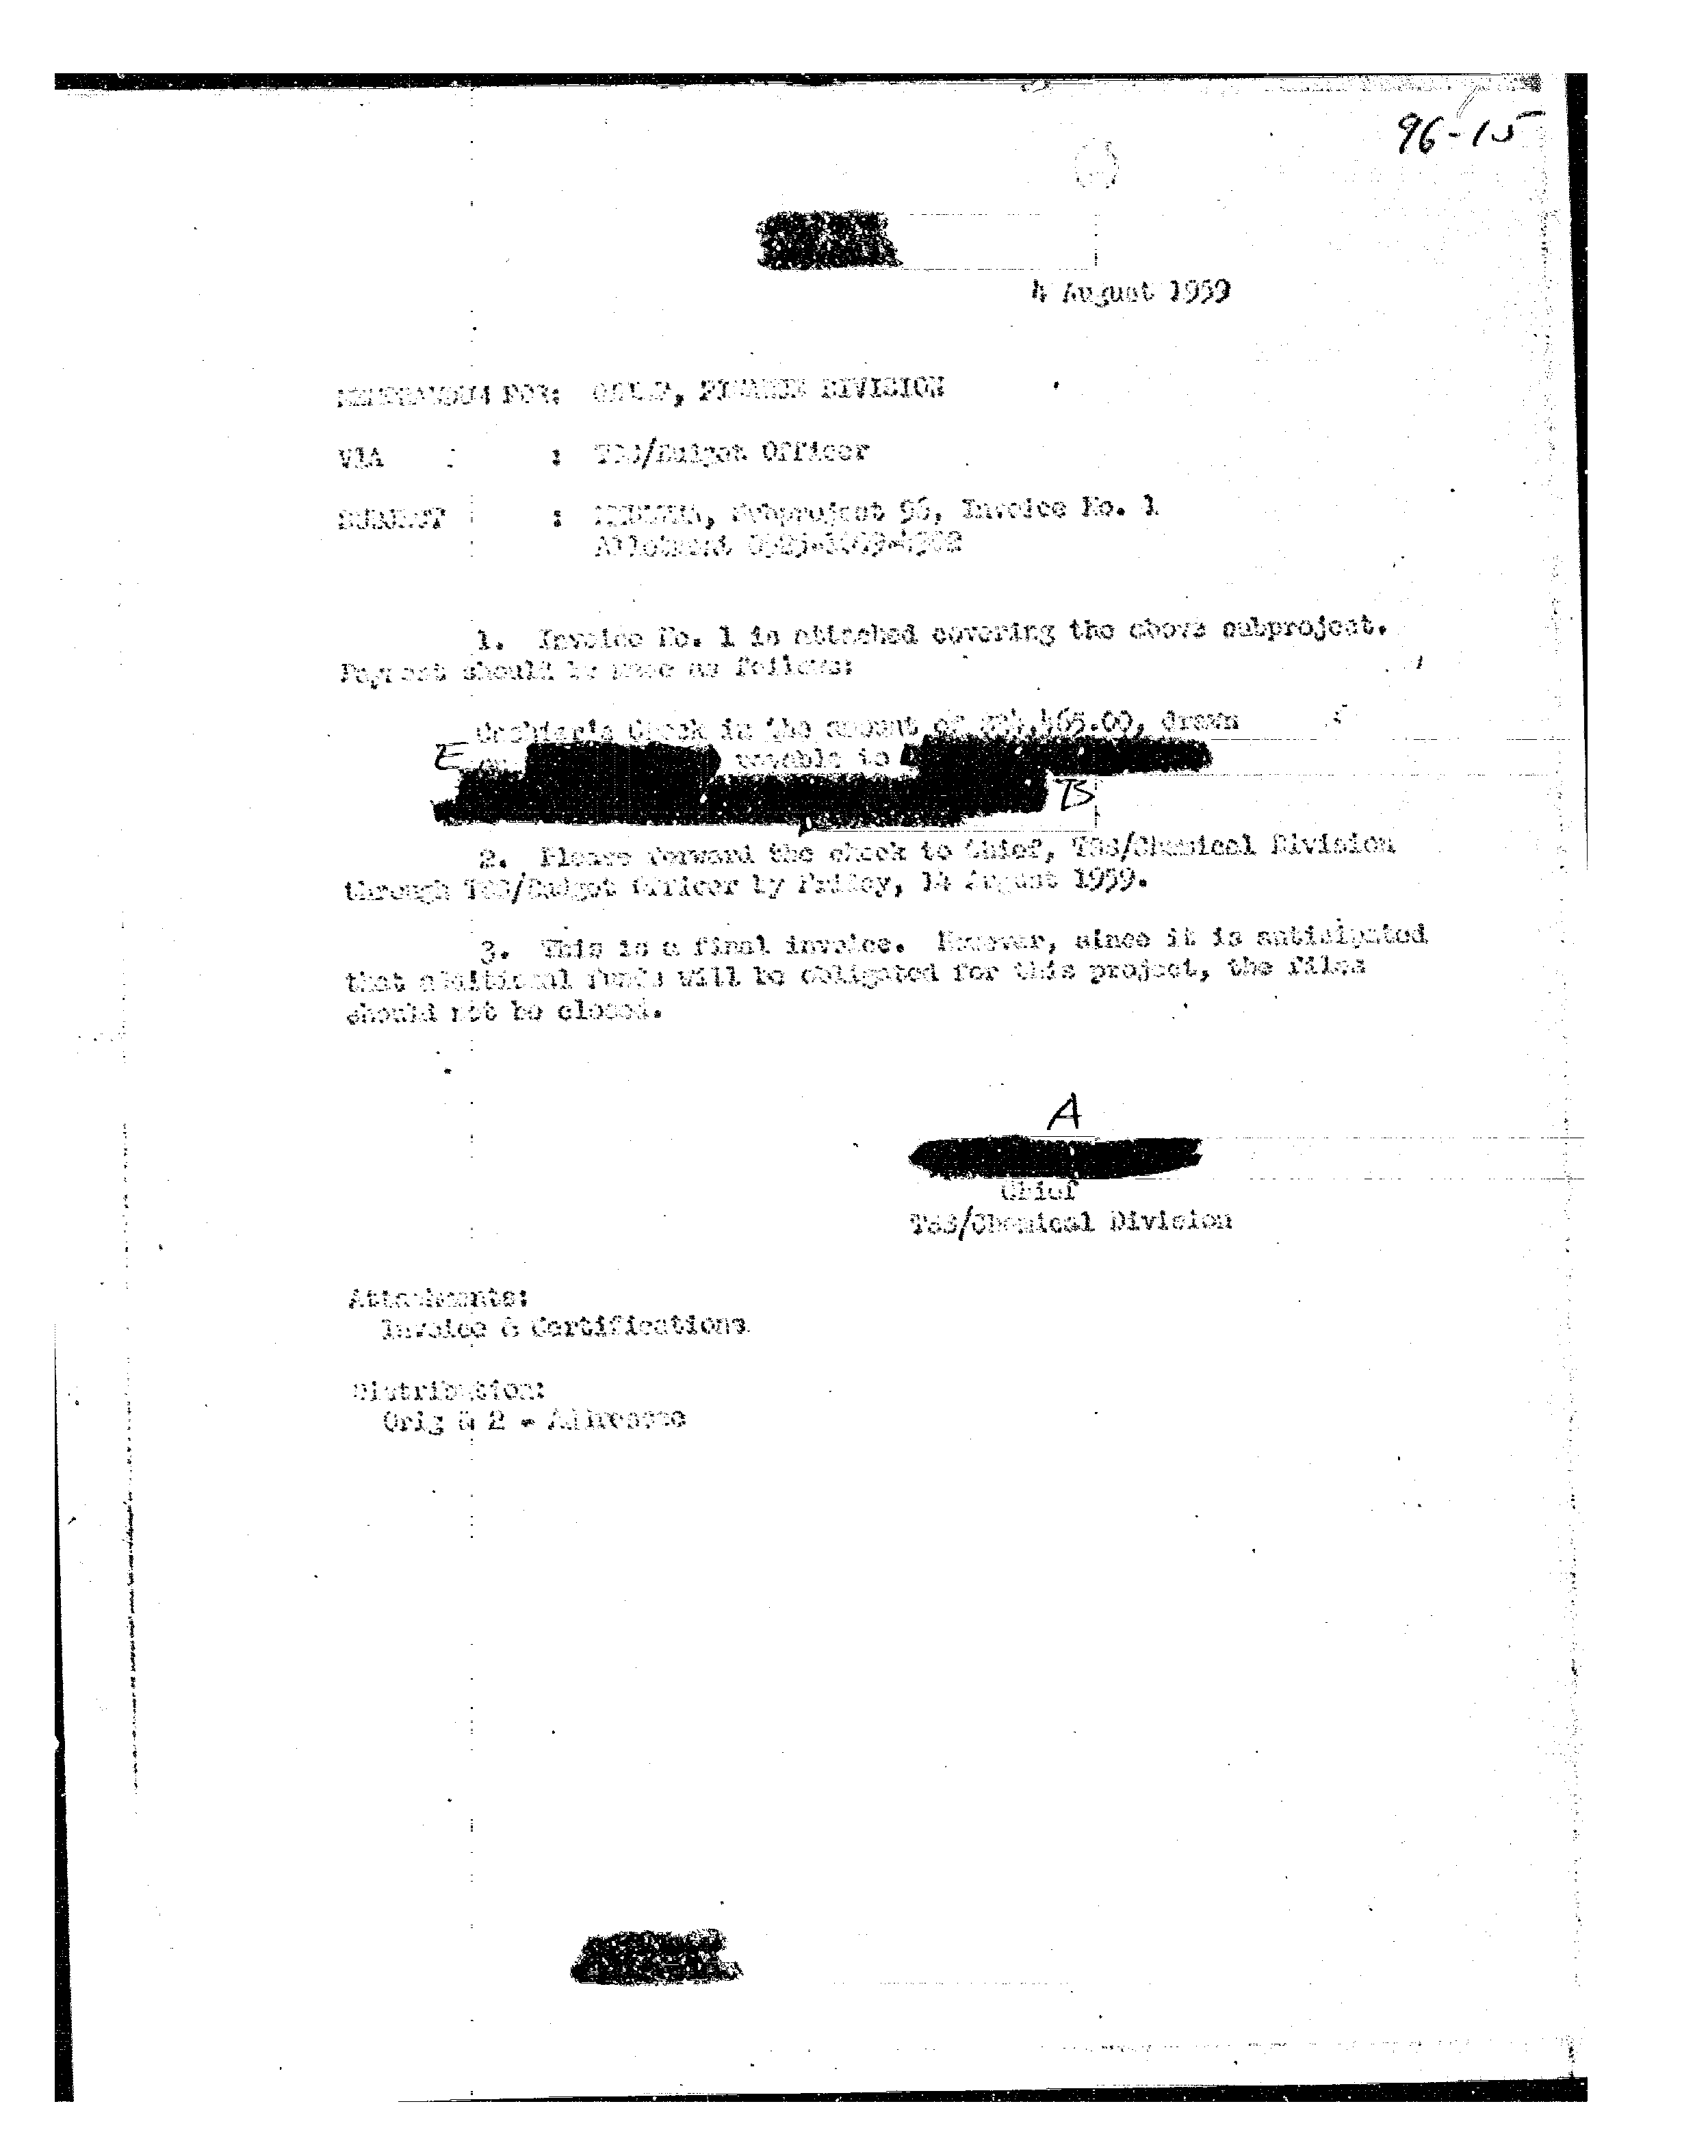 96-15
4 August 1959
MEMORANDUM FOR: CHIEF, FINANCE DIVISION
VIA : TSS/Budget Officer
SUBJECT : MKULTRA, Subproject 96, Invoice No. 1
Allotment
1. Invoice No. 1 is attached covering the above subproject.
Payment should be made as follows:
Cashier's Check in the amount of ,465.00, drawn
E on payable to
B
2. Please forward the check to Chief, TSS/Chemical Division
through TSS/Budget Officer by Friday, 14 August 1959.
3. This is a final invoice. However, since it is anticipated
that additional funds will be obligated for this project, the files
should not be closed.
A
Chief
TSS/Chemical Division
Attachments:
Invoice & Certifications
Distribution:
Orig & 2 - Addressee